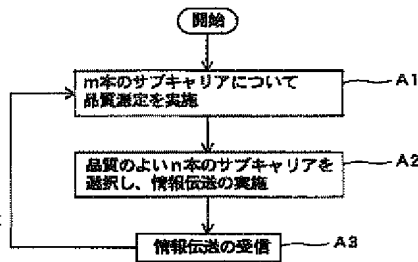 開始
m本のサブキャリアについて
品質測定を実施
A1
品質のよいn本のサブキャリアを
選択し、情報伝送の実施
A2
情報伝送の受信
A3